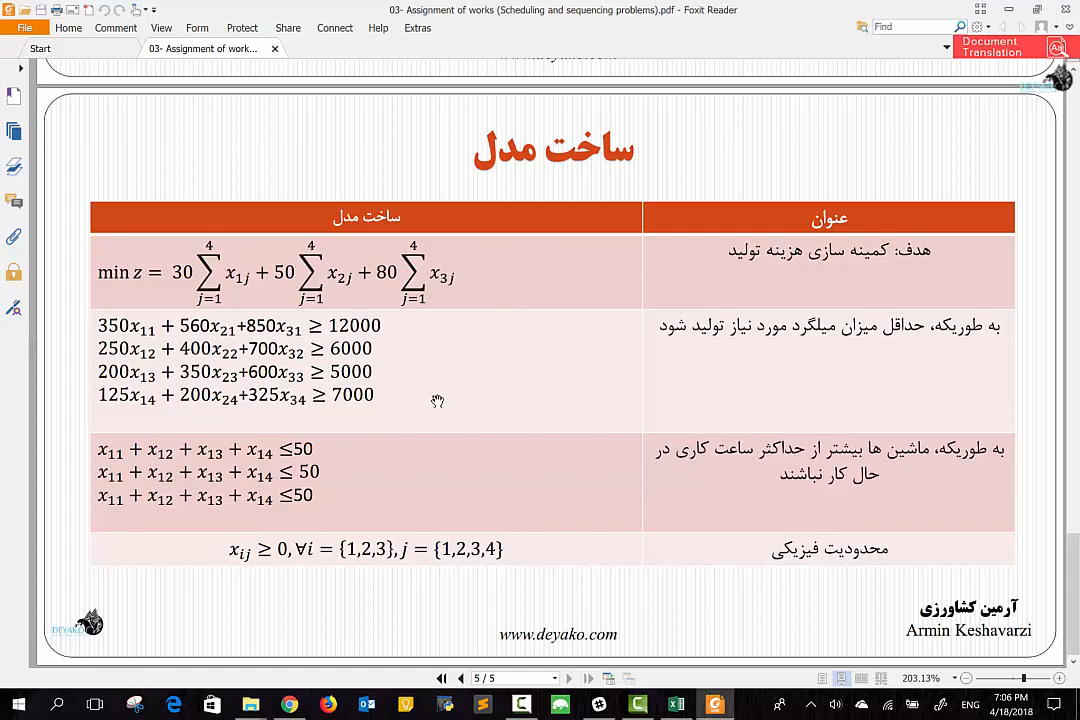 03- Assignment of works (Scheduling and sequencing problems).pdf - Foxit Reader
File Home Comment View Form Protect Share Connect Help Extras
Find
Start
03- Assignment of work...
Document Translation
ساخت مدل
ساخت مدل
عنوان
min z = 30 ∑_{j=1}^{4} x_{1j} + 50 ∑_{j=1}^{4} x_{2j} + 80 ∑_{j=1}^{4} x_{3j}
هدف: کمینه سازی هزینه تولید
350x₁₁ + 560x₂₁+850x₃₁ ≥ 12000
250x₁₂ + 400x₂₂+700x₃₂ ≥ 6000
200x₁₃ + 350x₂₃+600x₃₃ ≥ 5000
125x₁₄ + 200x₂₄+325x₃₄ ≥ 7000
به طوریکه، حداقل میزان میلگرد مورد نیاز تولید شود
x₁₁ + x₁₂ + x₁₃ + x₁₄ ≤50
x₁₁ + x₁₂ + x₁₃ + x₁₄ ≤ 50
x₁₁ + x₁₂ + x₁₃ + x₁₄ ≤50
به طوریکه، ماشین ها بیشتر از حداکثر ساعت کاری در
حال کار نباشند
x_{ij} ≥ 0, ∀i = {1,2,3}, j = {1,2,3,4}
محدودیت فیزیکی
آرمین کشاورزی
Armin Keshavarzi
DEYAKO
www.deyako.com
5 / 5
203.13%
ENG
7:06 PM
4/18/2018